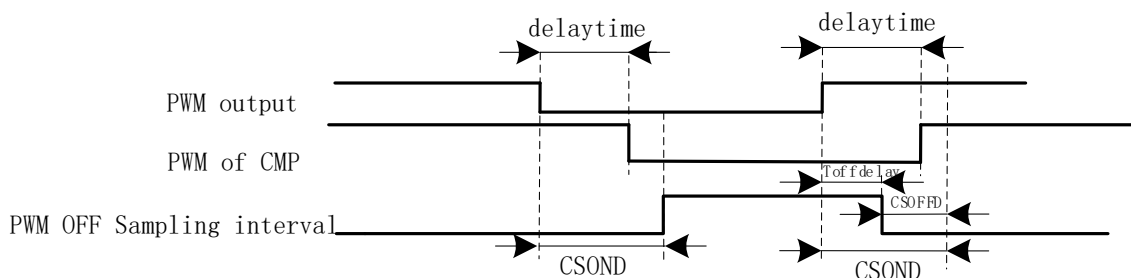 delaytime
delaytime
PWM output
PWM of CMP
Toffdelay
CSOFFD
PWM OFF Sampling interval
CSOND
CSOND